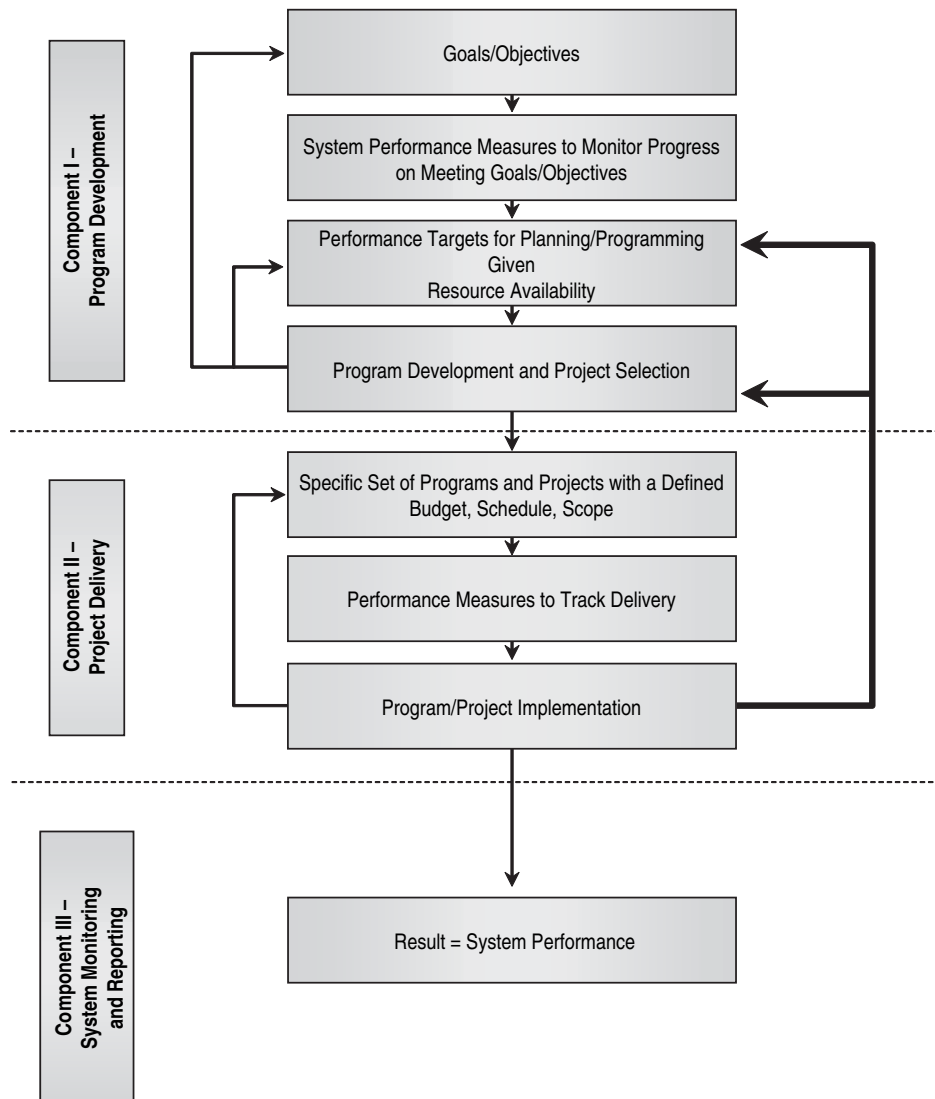 Component I –
Program Development
Goals/Objectives
System Performance Measures to Monitor Progress
on Meeting Goals/Objectives
Performance Targets for Planning/Programming
Given
Resource Availability
Program Development and Project Selection
Component II –
Project Delivery
Specific Set of Programs and Projects with a Defined
Budget, Schedule, Scope
Performance Measures to Track Delivery
Program/Project Implementation
Component III –
System Monitoring
and Reporting
Result = System Performance